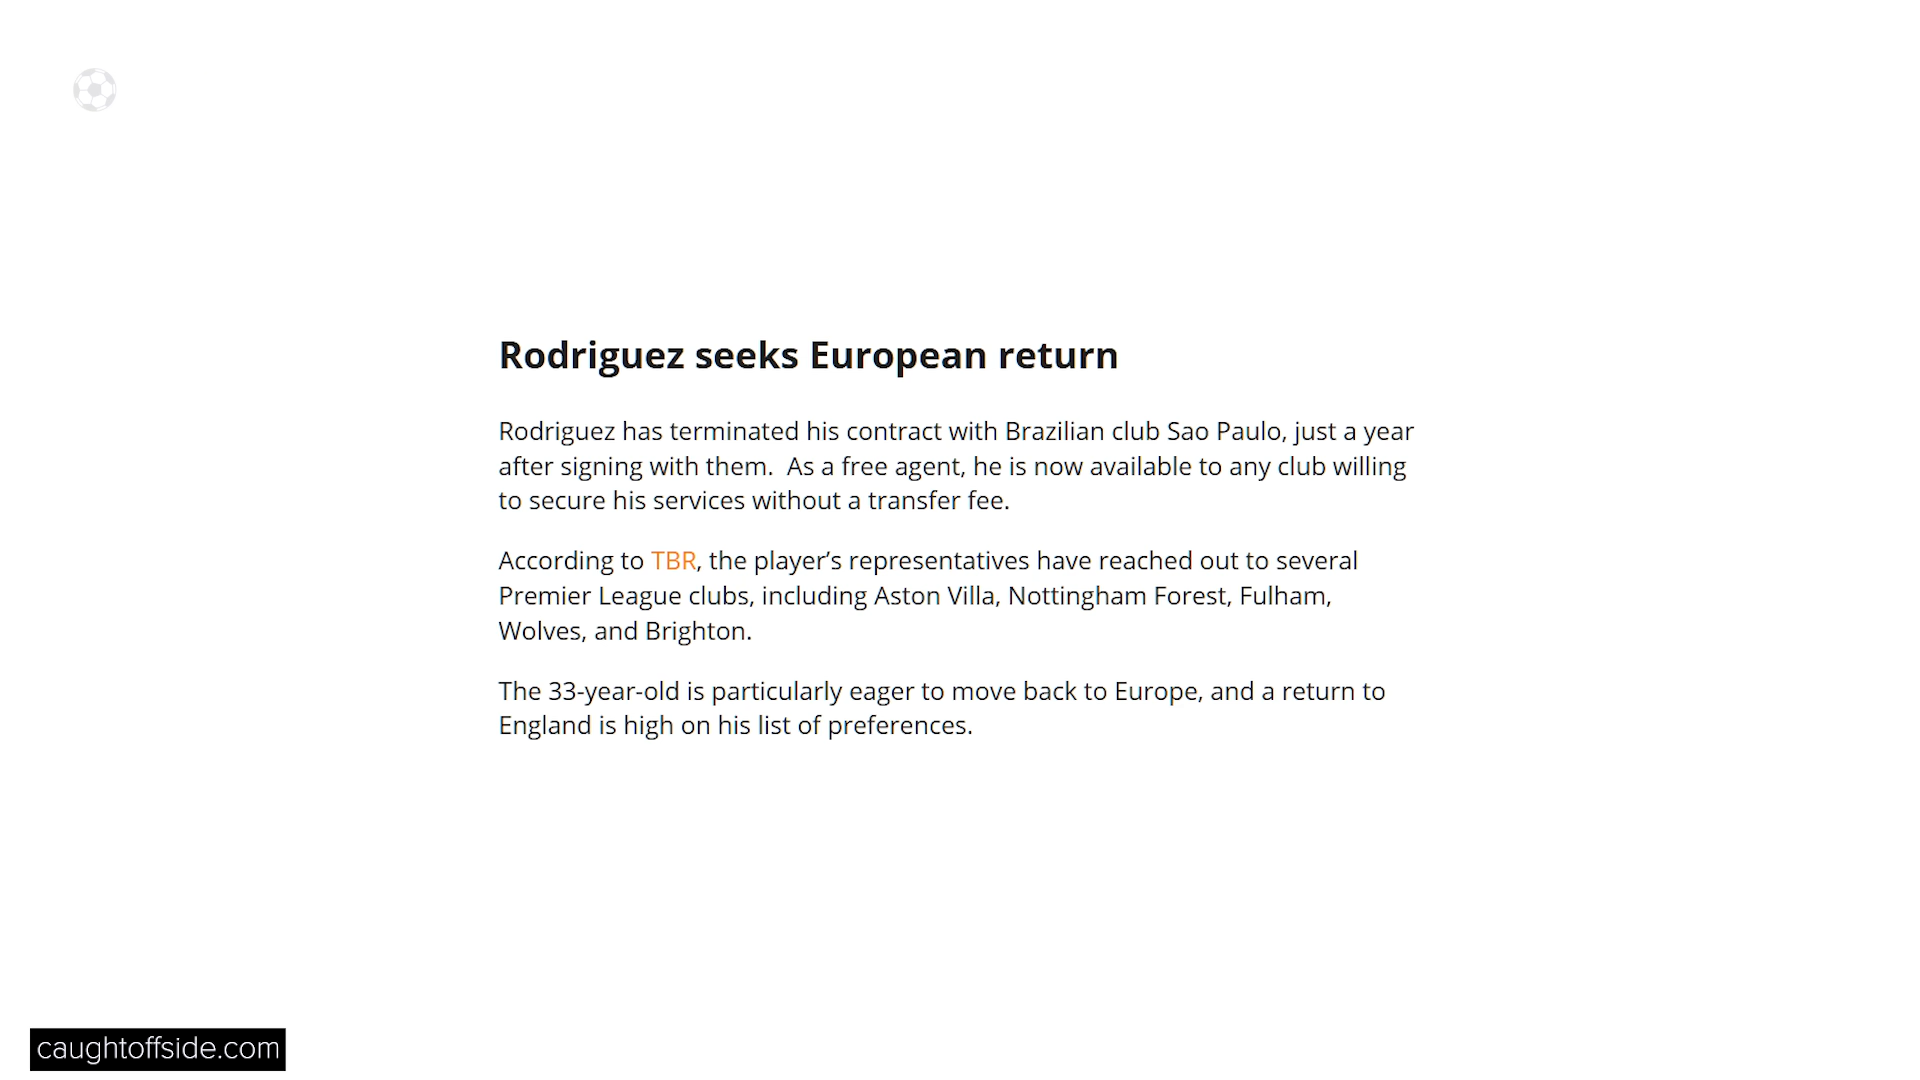 Rodriguez seeks European return
Rodriguez has terminated his contract with Brazilian club Sao Paulo, just a year
after signing with them.  As a free agent, he is now available to any club willing
to secure his services without a transfer fee.
According to TBR, the player’s representatives have reached out to several
Premier League clubs, including Aston Villa, Nottingham Forest, Fulham,
Wolves, and Brighton.
The 33-year-old is particularly eager to move back to Europe, and a return to
England is high on his list of preferences.
caughtoffside.com